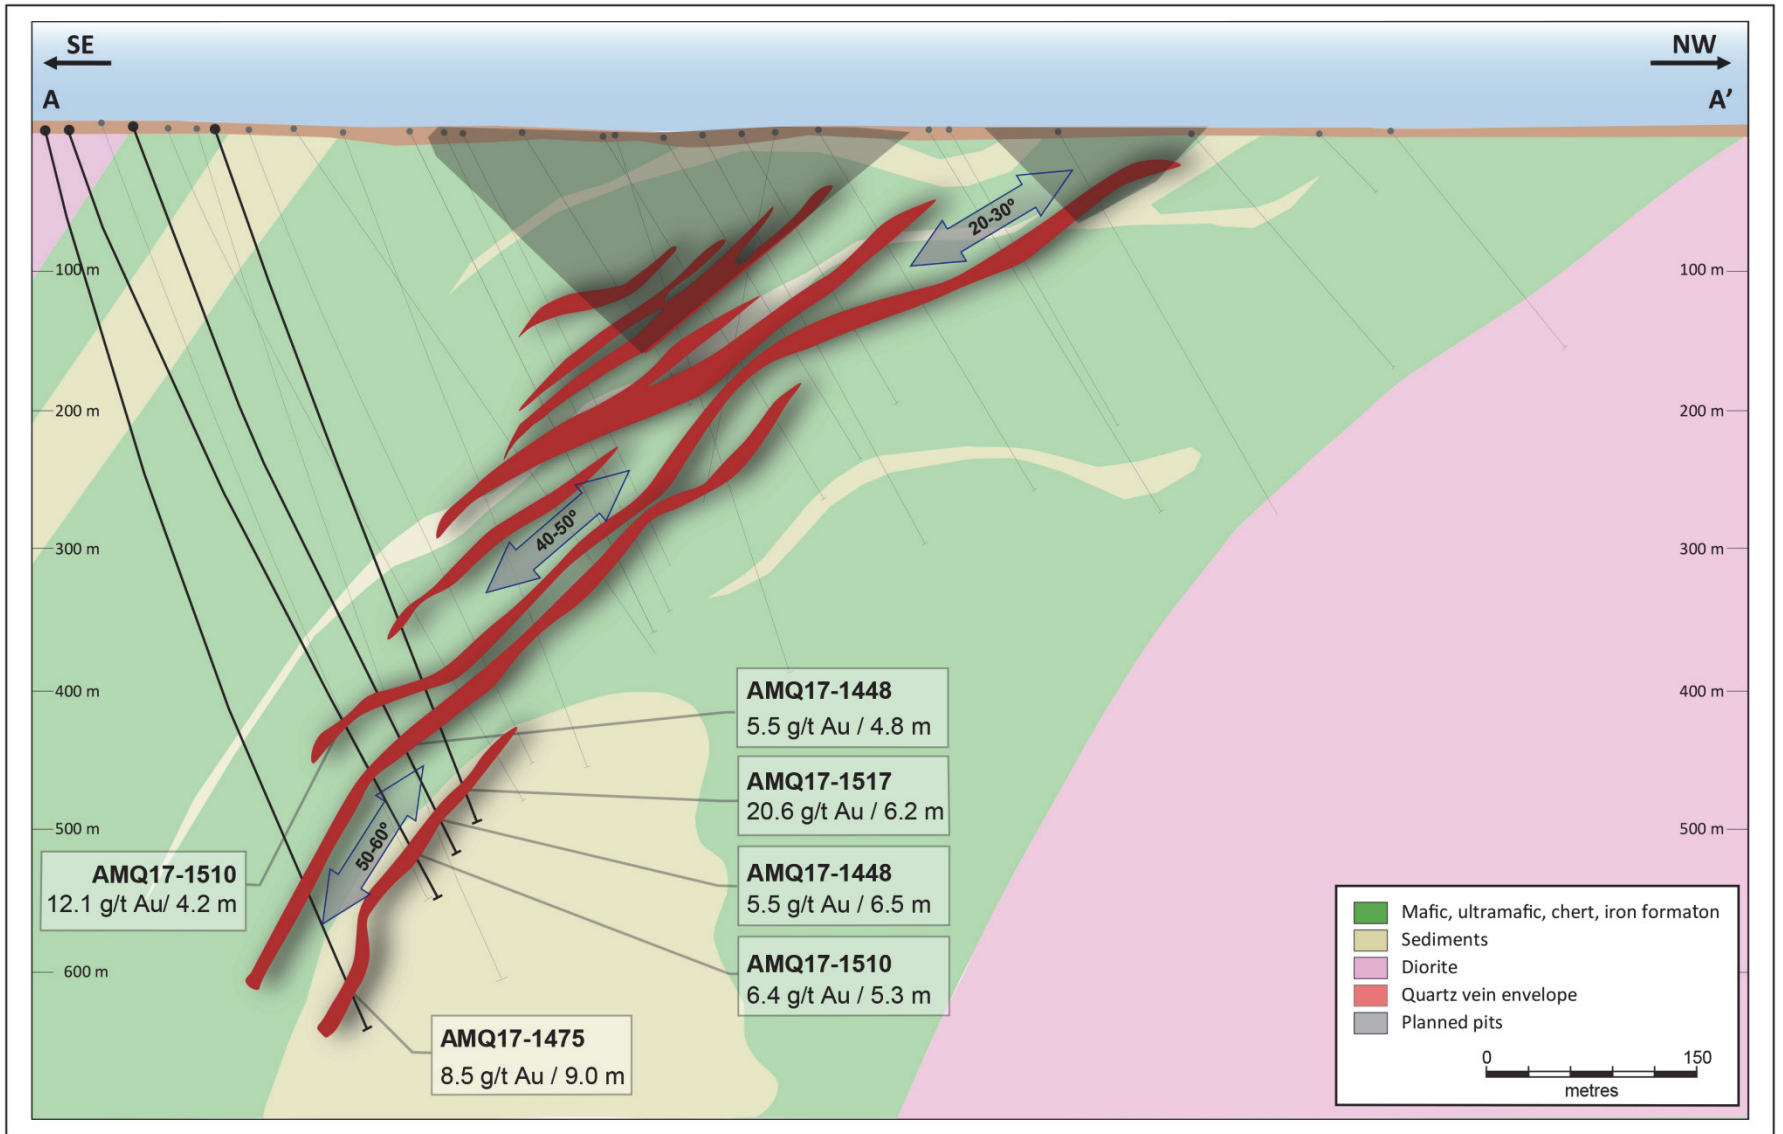 SE
NW
A
A’
100 m
100 m
200 m
200 m
300 m
300 m
400 m
400 m
500 m
500 m
600 m
20-30º
40-50º
50-60º
AMQ17-1448
5.5 g/t Au / 4.8 m
AMQ17-1517
20.6 g/t Au / 6.2 m
AMQ17-1448
5.5 g/t Au / 6.5 m
AMQ17-1510
6.4 g/t Au / 5.3 m
AMQ17-1510
12.1 g/t Au/ 4.2 m
AMQ17-1475
8.5 g/t Au / 9.0 m
Mafic, ultramafic, chert, iron formaton
Sediments
Diorite
Quartz vein envelope
Planned pits
0 150
metres